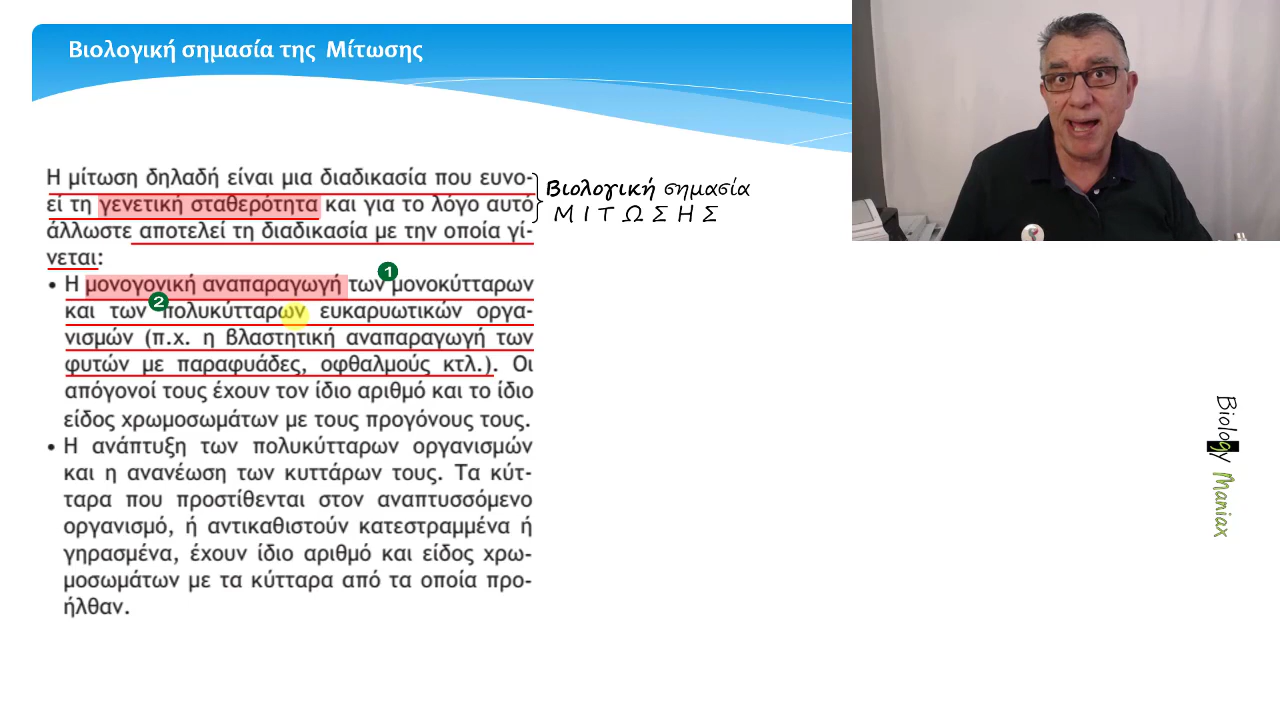 Βιολογική σημασία της Μίτωσης
Η μίτωση δηλαδή είναι μια διαδικασία που ευνο-
εί τη γενετική σταθερότητα και για το λόγο αυτό
άλλωστε αποτελεί τη διαδικασία με την οποία γί-
νεται:
Βιολογική σημασία
ΜΙΤΩΣΗΣ
• Η μονογονική αναπαραγωγή των μονοκύτταρων
1
και των πολυκύτταρων ευκαρυωτικών οργα-
2
νισμών (π.χ. η βλαστητική αναπαραγωγή των
φυτών με παραφυάδες, οφθαλμούς κτλ.). Οι
απόγονοί τους έχουν τον ίδιο αριθμό και το ίδιο
είδος χρωμοσωμάτων με τους προγόνους τους.
• Η ανάπτυξη των πολυκύτταρων οργανισμών
και η ανανέωση των κυττάρων τους. Τα κύτ-
ταρα που προστίθενται στον αναπτυσσόμενο
οργανισμό, ή αντικαθιστούν κατεστραμμένα ή
γηρασμένα, έχουν ίδιο αριθμό και είδος χρω-
μοσωμάτων με τα κύτταρα από τα οποία προ-
ήλθαν.
Biology Maniax